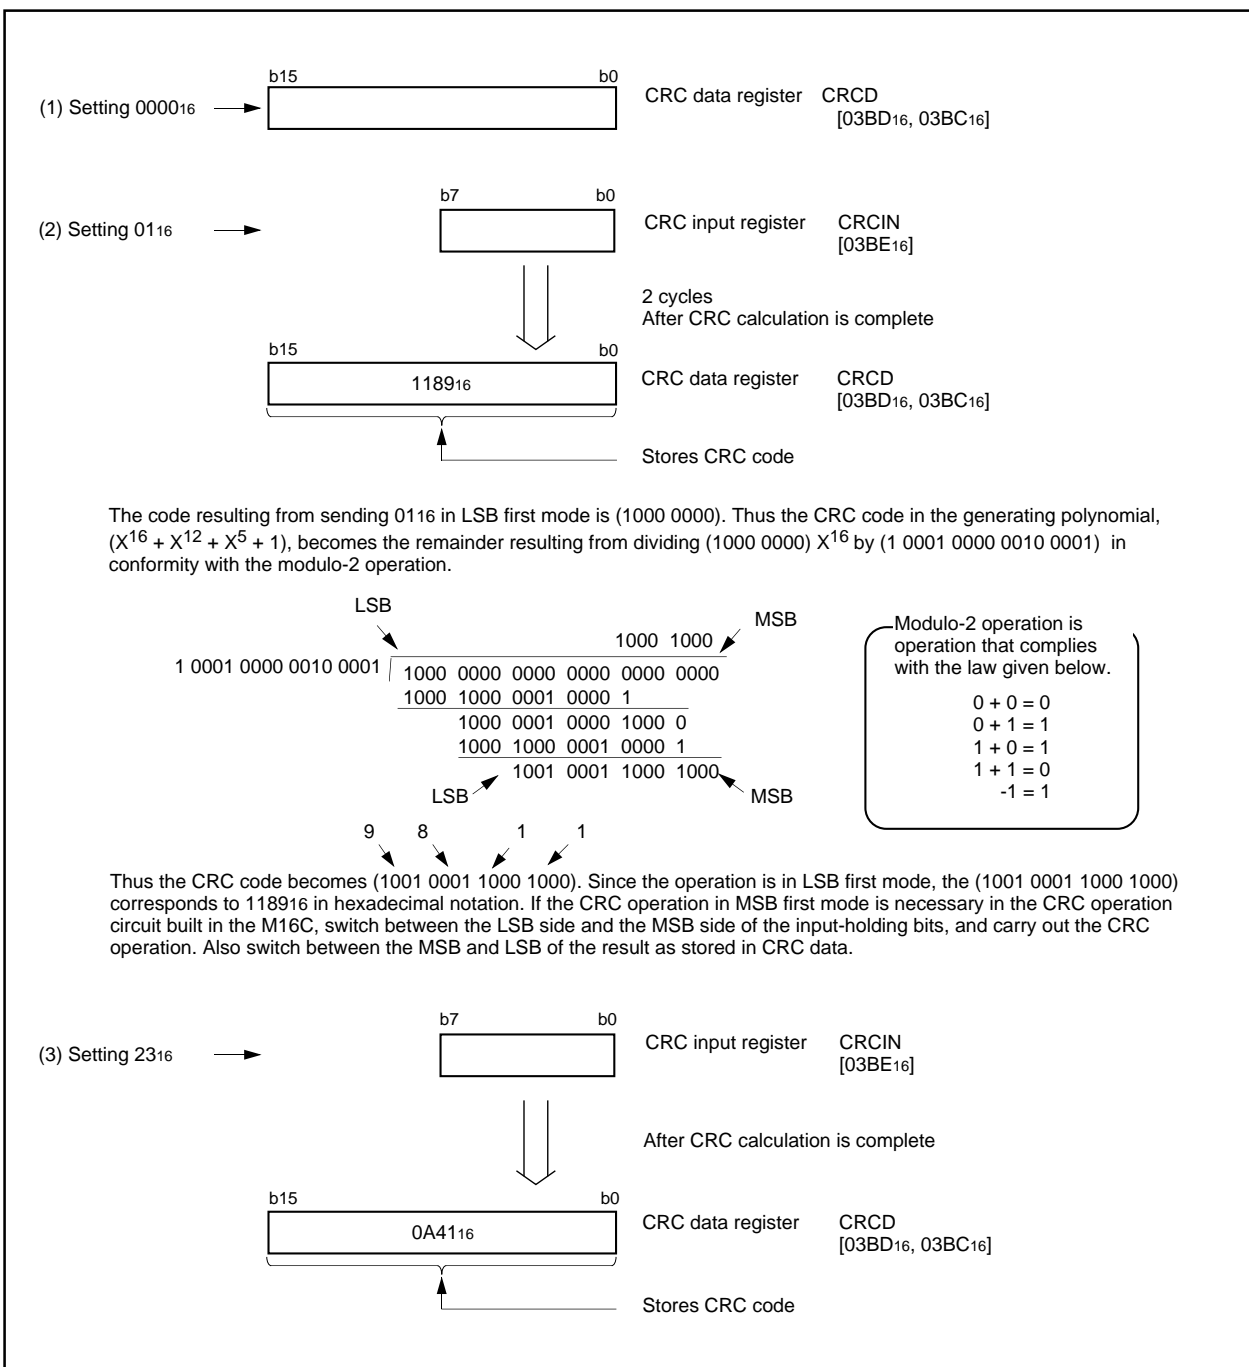 b15 b0
(1) Setting 0000₁₆ CRC data register CRCD
[03BD₁₆, 03BC₁₆]
b7 b0
(2) Setting 01₁₆ CRC input register CRCIN
[03BE₁₆]
2 cycles
After CRC calculation is complete
b15 b0
1189₁₆ CRC data register CRCD
[03BD₁₆, 03BC₁₆]
Stores CRC code
The code resulting from sending 01₁₆ in LSB first mode is (1000 0000). Thus the CRC code in the generating polynomial,
(X¹⁶ + X¹² + X⁵ + 1), becomes the remainder resulting from dividing (1000 0000) X¹⁶ by (1 0001 0000 0010 0001) in
conformity with the modulo-2 operation.
LSB MSB
1000 1000
1 0001 0000 0010 0001 1000 0000 0000 0000 0000 0000
1000 1000 0001 0000 1
1000 0001 0000 1000 0
1000 1000 0001 0000 1
1001 0001 1000 1000
LSB MSB
Modulo-2 operation is
operation that complies
with the law given below.
0 + 0 = 0
0 + 1 = 1
1 + 0 = 1
1 + 1 = 0
-1 = 1
9 8 1 1
Thus the CRC code becomes (1001 0001 1000 1000). Since the operation is in LSB first mode, the (1001 0001 1000 1000)
corresponds to 1189₁₆ in hexadecimal notation. If the CRC operation in MSB first mode is necessary in the CRC operation
circuit built in the M16C, switch between the LSB side and the MSB side of the input-holding bits, and carry out the CRC
operation. Also switch between the MSB and LSB of the result as stored in CRC data.
b7 b0
(3) Setting 23₁₆ CRC input register CRCIN
[03BE₁₆]
After CRC calculation is complete
b15 b0
0A41₁₆ CRC data register CRCD
[03BD₁₆, 03BC₁₆]
Stores CRC code